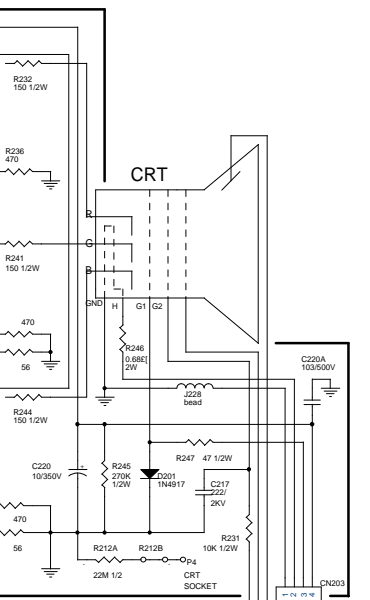 R232
150 1/2W
R236
470
CRT
R
R241
150 1/2W
G
B
GND
H
G1
G2
470
56
R246
0.68E[
2W
C220A
103/500V
J228
bead
R244
150 1/2W
R247
47 1/2W
C220
10/350V
+
R245
270K
1/2W
D201
1N4917
C217
222/
2KV
470
56
R231
10K 1/2W
R212A
22M 1/2
R212B
P4
CRT
SOCKET
CN203
1
2
3
4